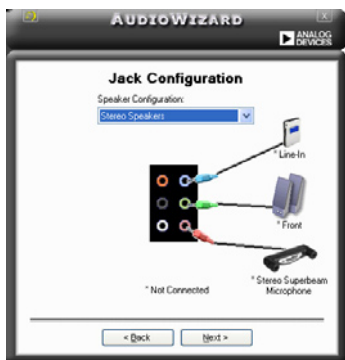 AUDIOWIZARD
ANALOG
DEVICES
Jack Configuration
Speaker Configuration:
Stereo Speakers
* Line-In
* Front
* Stereo Superbeam
Microphone
* Not Connected
< Back
Next >